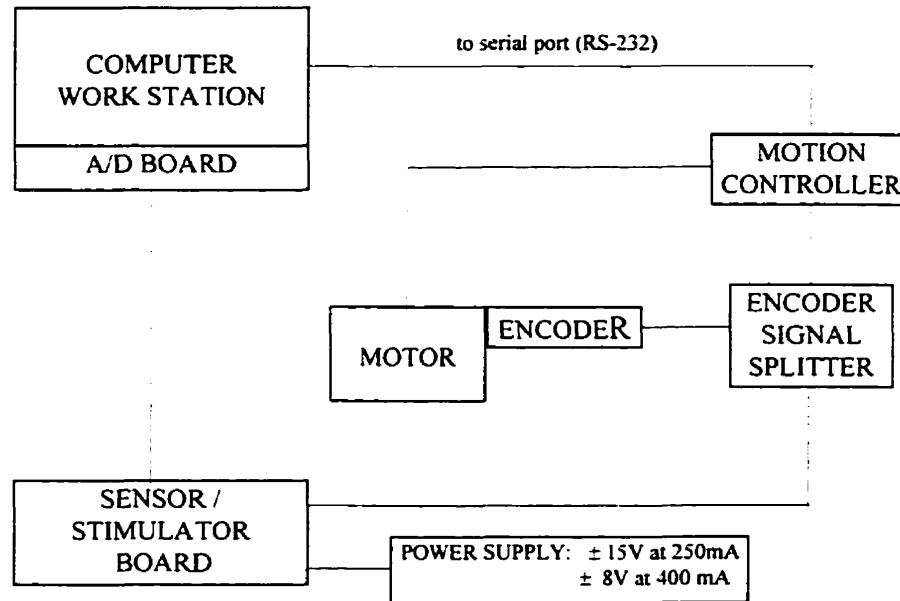 COMPUTER
WORK STATION
A/D BOARD
to serial port (RS-232)
MOTION
CONTROLLER
MOTOR
ENCODER
ENCODER
SIGNAL
SPLITTER
SENSOR /
STIMULATOR
BOARD
POWER SUPPLY: ± 15V at 250mA
± 8V at 400 mA